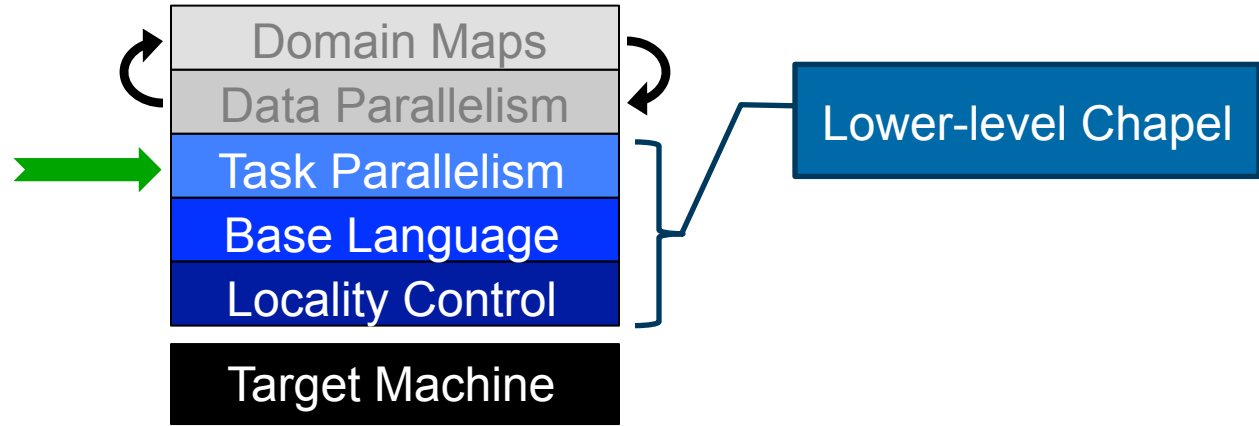 Domain Maps
Data Parallelism
Task Parallelism
Base Language
Locality Control
Target Machine
Lower-level Chapel